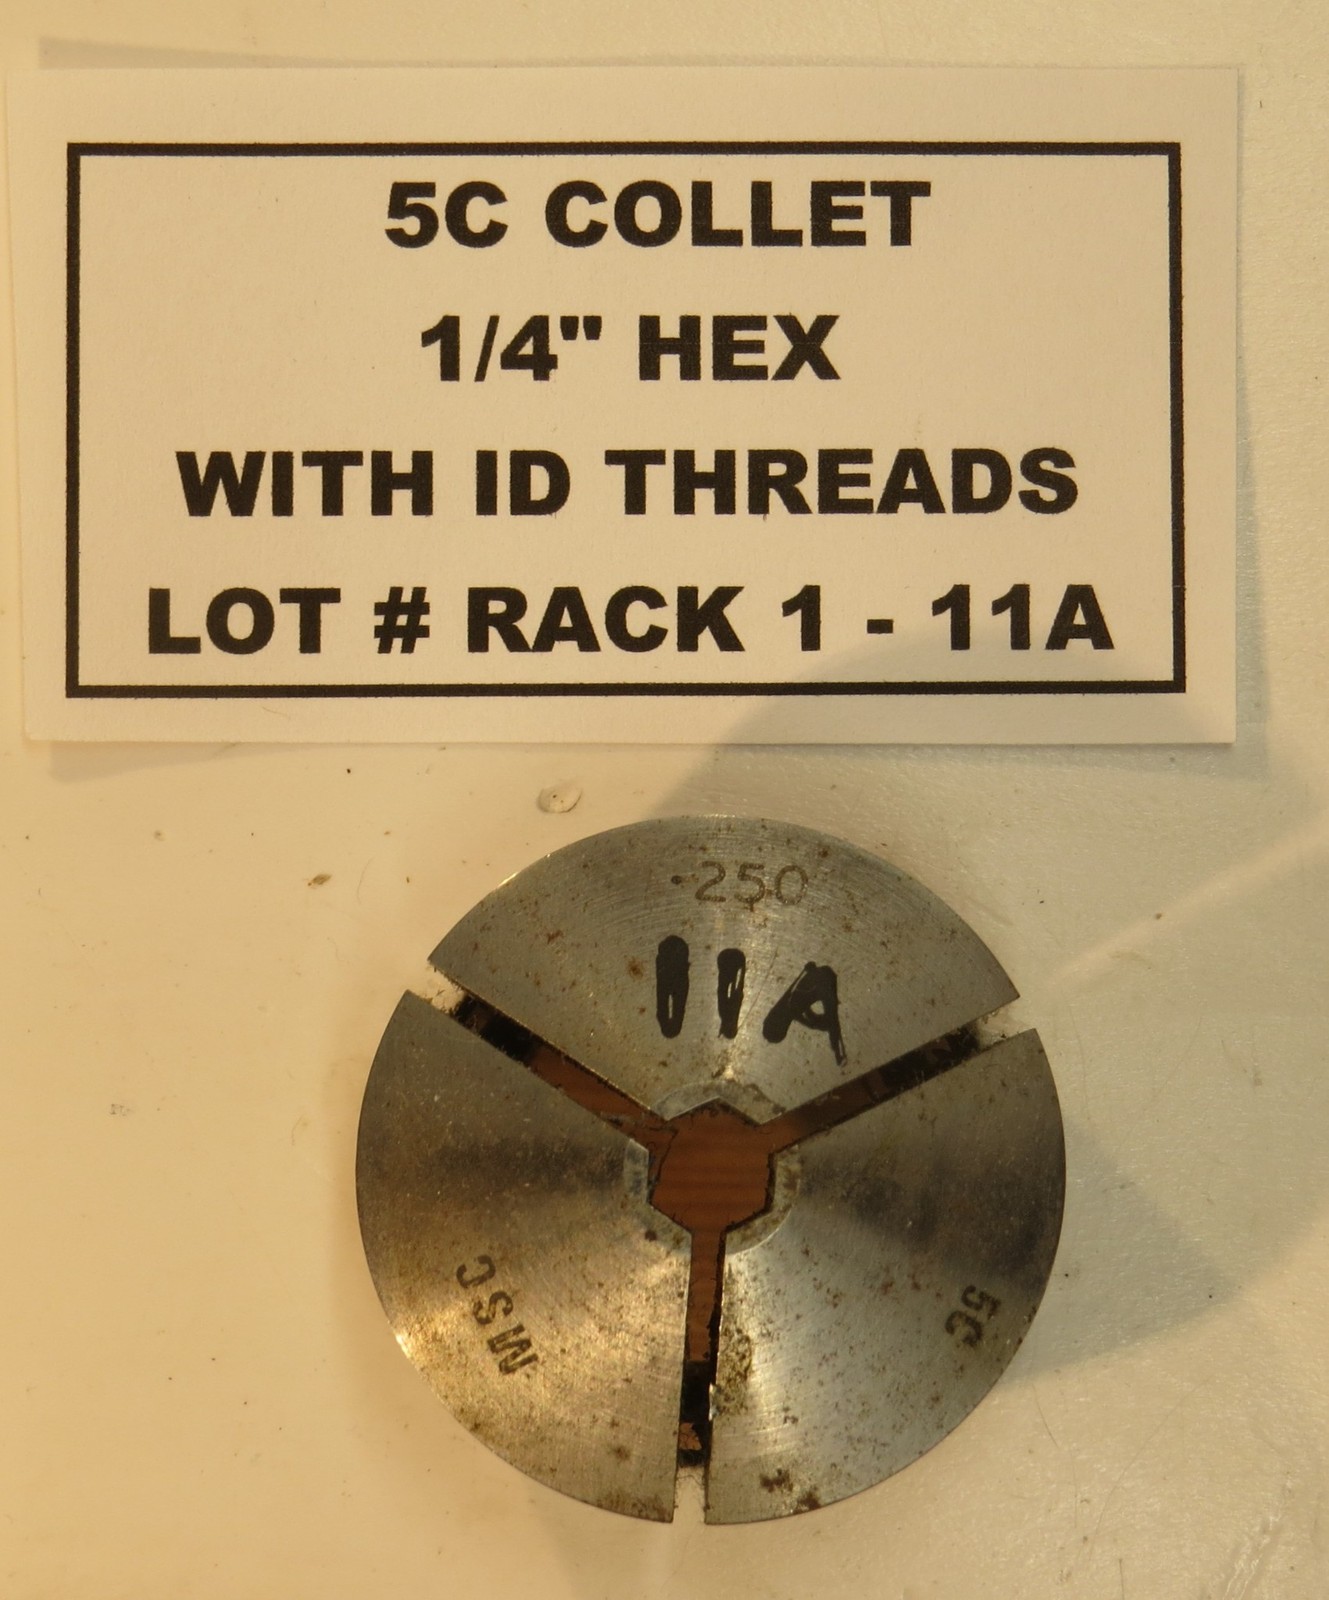 5C COLLET
1/4" HEX
WITH ID THREADS
LOT # RACK 1 - 11A
.250
11A
MSC
5C